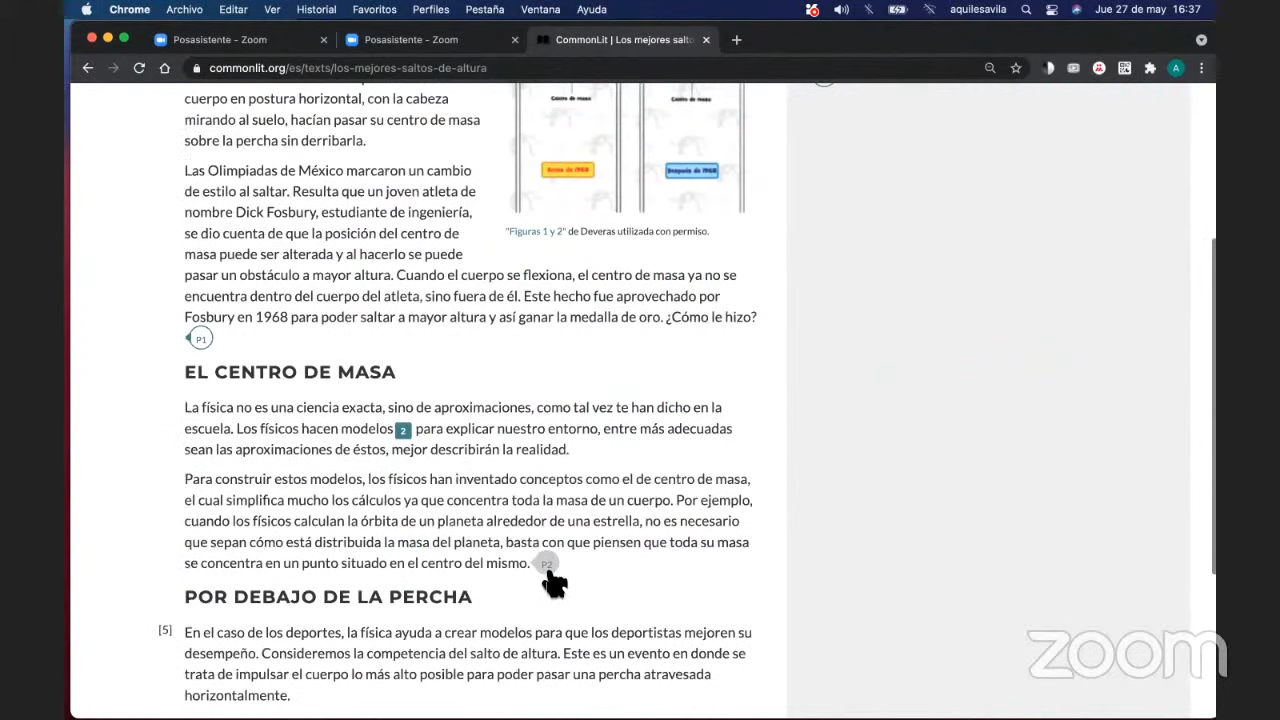 Chrome Archivo Editar Ver Historial Favoritos Perfiles Pestaña Ventana Ayuda aquilesavila Jue 27 de may 16:37
Posasistente - Zoom Posasistente - Zoom CommonLit | Los mejores salto
commonlit.org/es/texts/los-mejores-saltos-de-altura A
cuerpo en postura horizontal, con la cabeza
mirando al suelo, hacían pasar su centro de masa
sobre la percha sin derribarla.
Centro de masa Centro de masa
Antes de 1968 Después de 1968
"Figuras 1 y 2" de Deveras utilizada con permiso.
Las Olimpiadas de México marcaron un cambio
de estilo al saltar. Resulta que un joven atleta de
nombre Dick Fosbury, estudiante de ingeniería,
se dio cuenta de que la posición del centro de
masa puede ser alterada y al hacerlo se puede
pasar un obstáculo a mayor altura. Cuando el cuerpo se flexiona, el centro de masa ya no se
encuentra dentro del cuerpo del atleta, sino fuera de él. Este hecho fue aprovechado por
Fosbury en 1968 para poder saltar a mayor altura y así ganar la medalla de oro. ¿Cómo le hizo?
P1
EL CENTRO DE MASA
La física no es una ciencia exacta, sino de aproximaciones, como tal vez te han dicho en la
escuela. Los físicos hacen modelos 2 para explicar nuestro entorno, entre más adecuadas
sean las aproximaciones de éstos, mejor describirán la realidad.
Para construir estos modelos, los físicos han inventado conceptos como el de centro de masa,
el cual simplifica mucho los cálculos ya que concentra toda la masa de un cuerpo. Por ejemplo,
cuando los físicos calculan la órbita de un planeta alrededor de una estrella, no es necesario
que sepan cómo está distribuida la masa del planeta, basta con que piensen que toda su masa
se concentra en un punto situado en el centro del mismo. P2
POR DEBAJO DE LA PERCHA
[5] En el caso de los deportes, la física ayuda a crear modelos para que los deportistas mejoren su
desempeño. Consideremos la competencia del salto de altura. Este es un evento en donde se
trata de impulsar el cuerpo lo más alto posible para poder pasar una percha atravesada
horizontalmente.
zoom